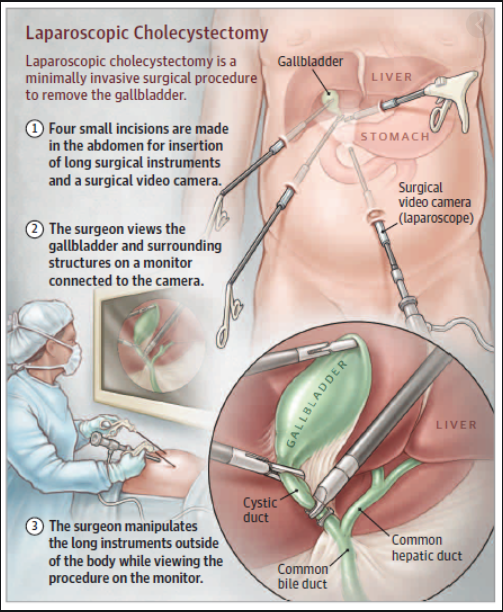 Laparoscopic Cholecystectomy
Laparoscopic cholecystectomy is a
minimally invasive surgical procedure
to remove the gallbladder.
1 Four small incisions are made
in the abdomen for insertion
of long surgical instruments
and a surgical video camera.
2 The surgeon views the
gallbladder and surrounding
structures on a monitor
connected to the camera.
3 The surgeon manipulates
the long instruments outside
of the body while viewing the
procedure on the monitor.
Gallbladder
LIVER
STOMACH
Surgical
video camera
(laparoscope)
GALLBLADDER
LIVER
Cystic
duct
Common
hepatic duct
Common
bile duct